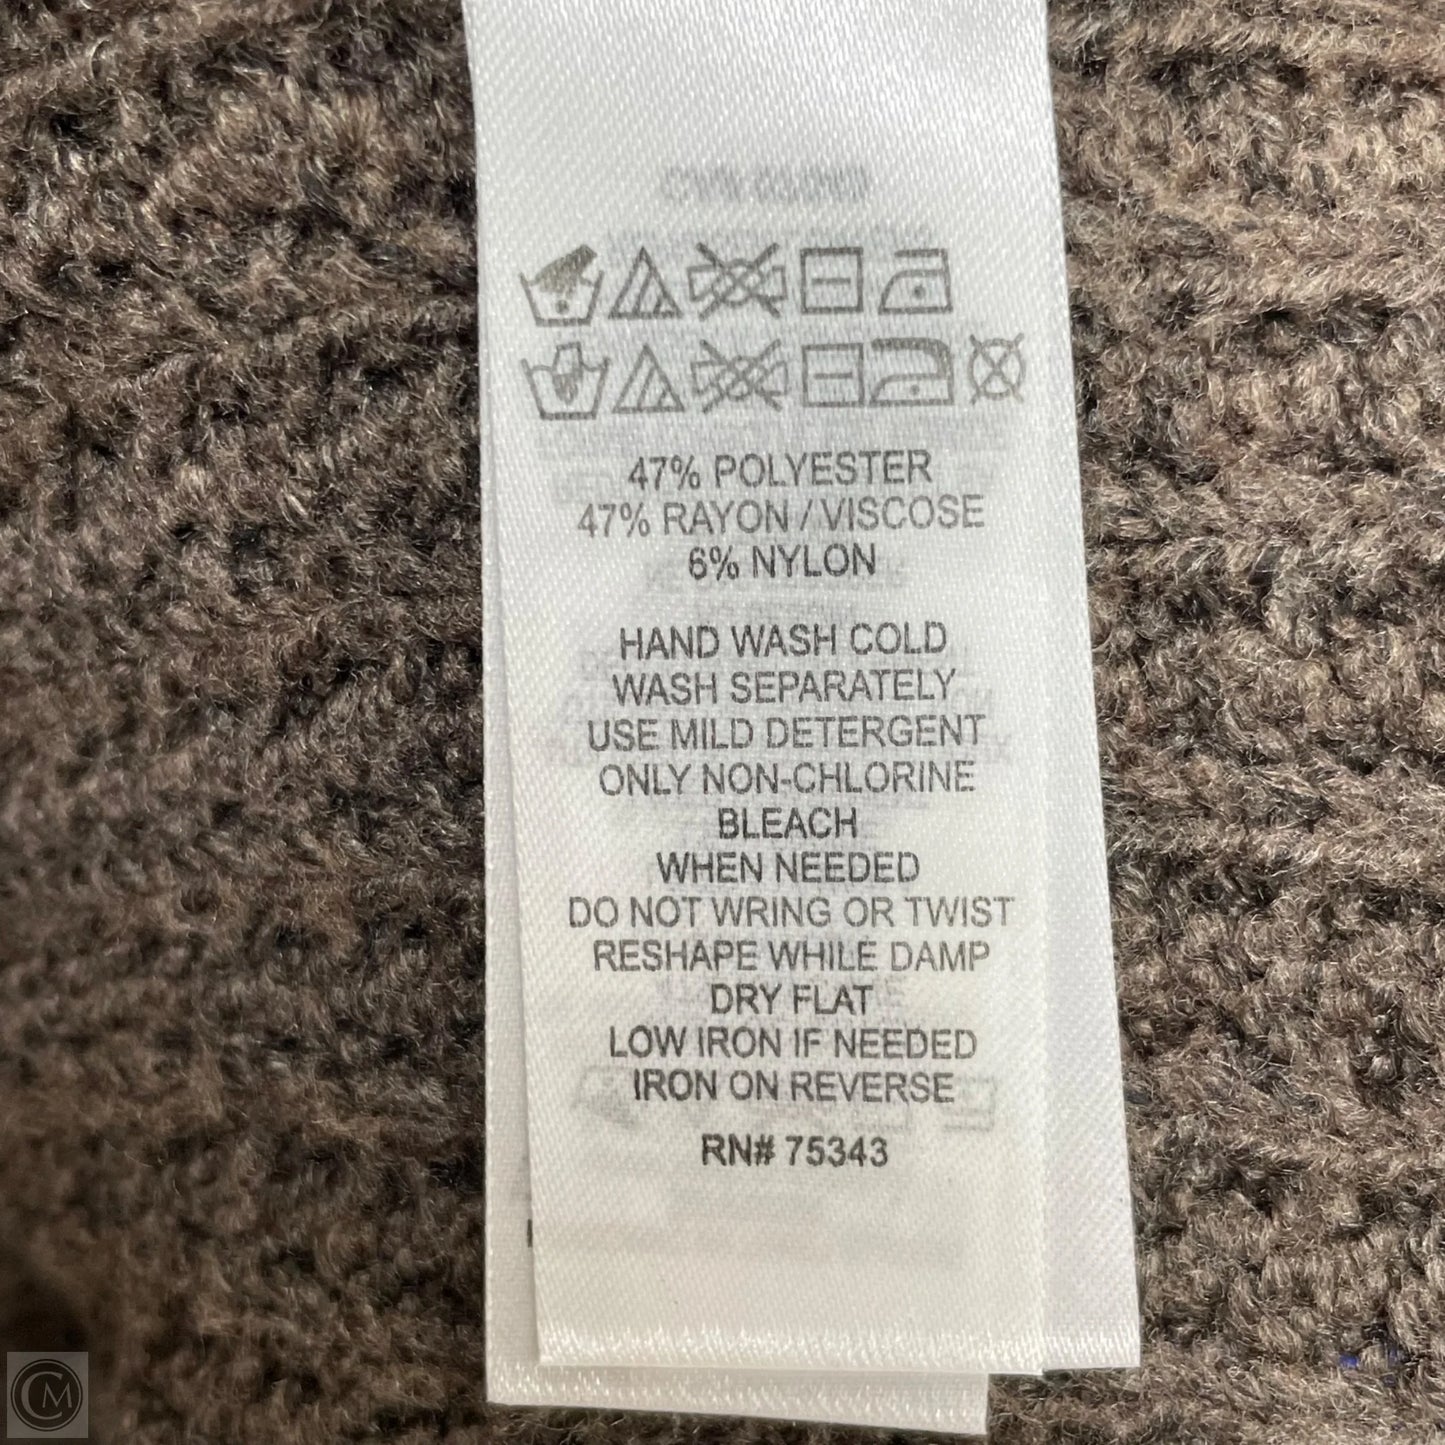 47% POLYESTER
47% RAYON / VISCOSE
6% NYLON
HAND WASH COLD
WASH SEPARATELY
USE MILD DETERGENT
ONLY NON-CHLORINE
BLEACH
WHEN NEEDED
DO NOT WRING OR TWIST
RESHAPE WHILE DAMP
DRY FLAT
LOW IRON IF NEEDED
IRON ON REVERSE
RN# 75343
CM